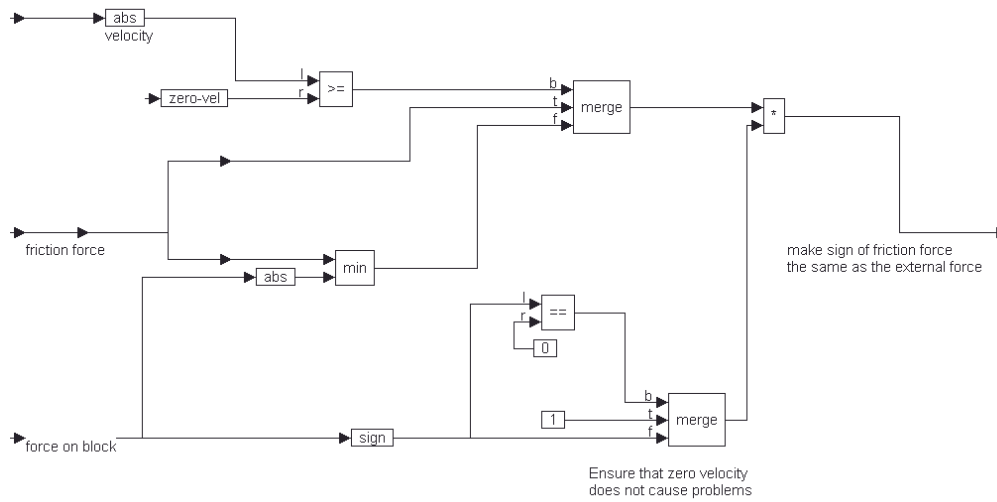 abs
velocity
l
r
>=
zero-vel
b
t
f
merge
*
friction force
abs
min
make sign of friction force
the same as the external force
l
r
==
0
1
b
t
f
merge
force on block
sign
Ensure that zero velocity
does not cause problems